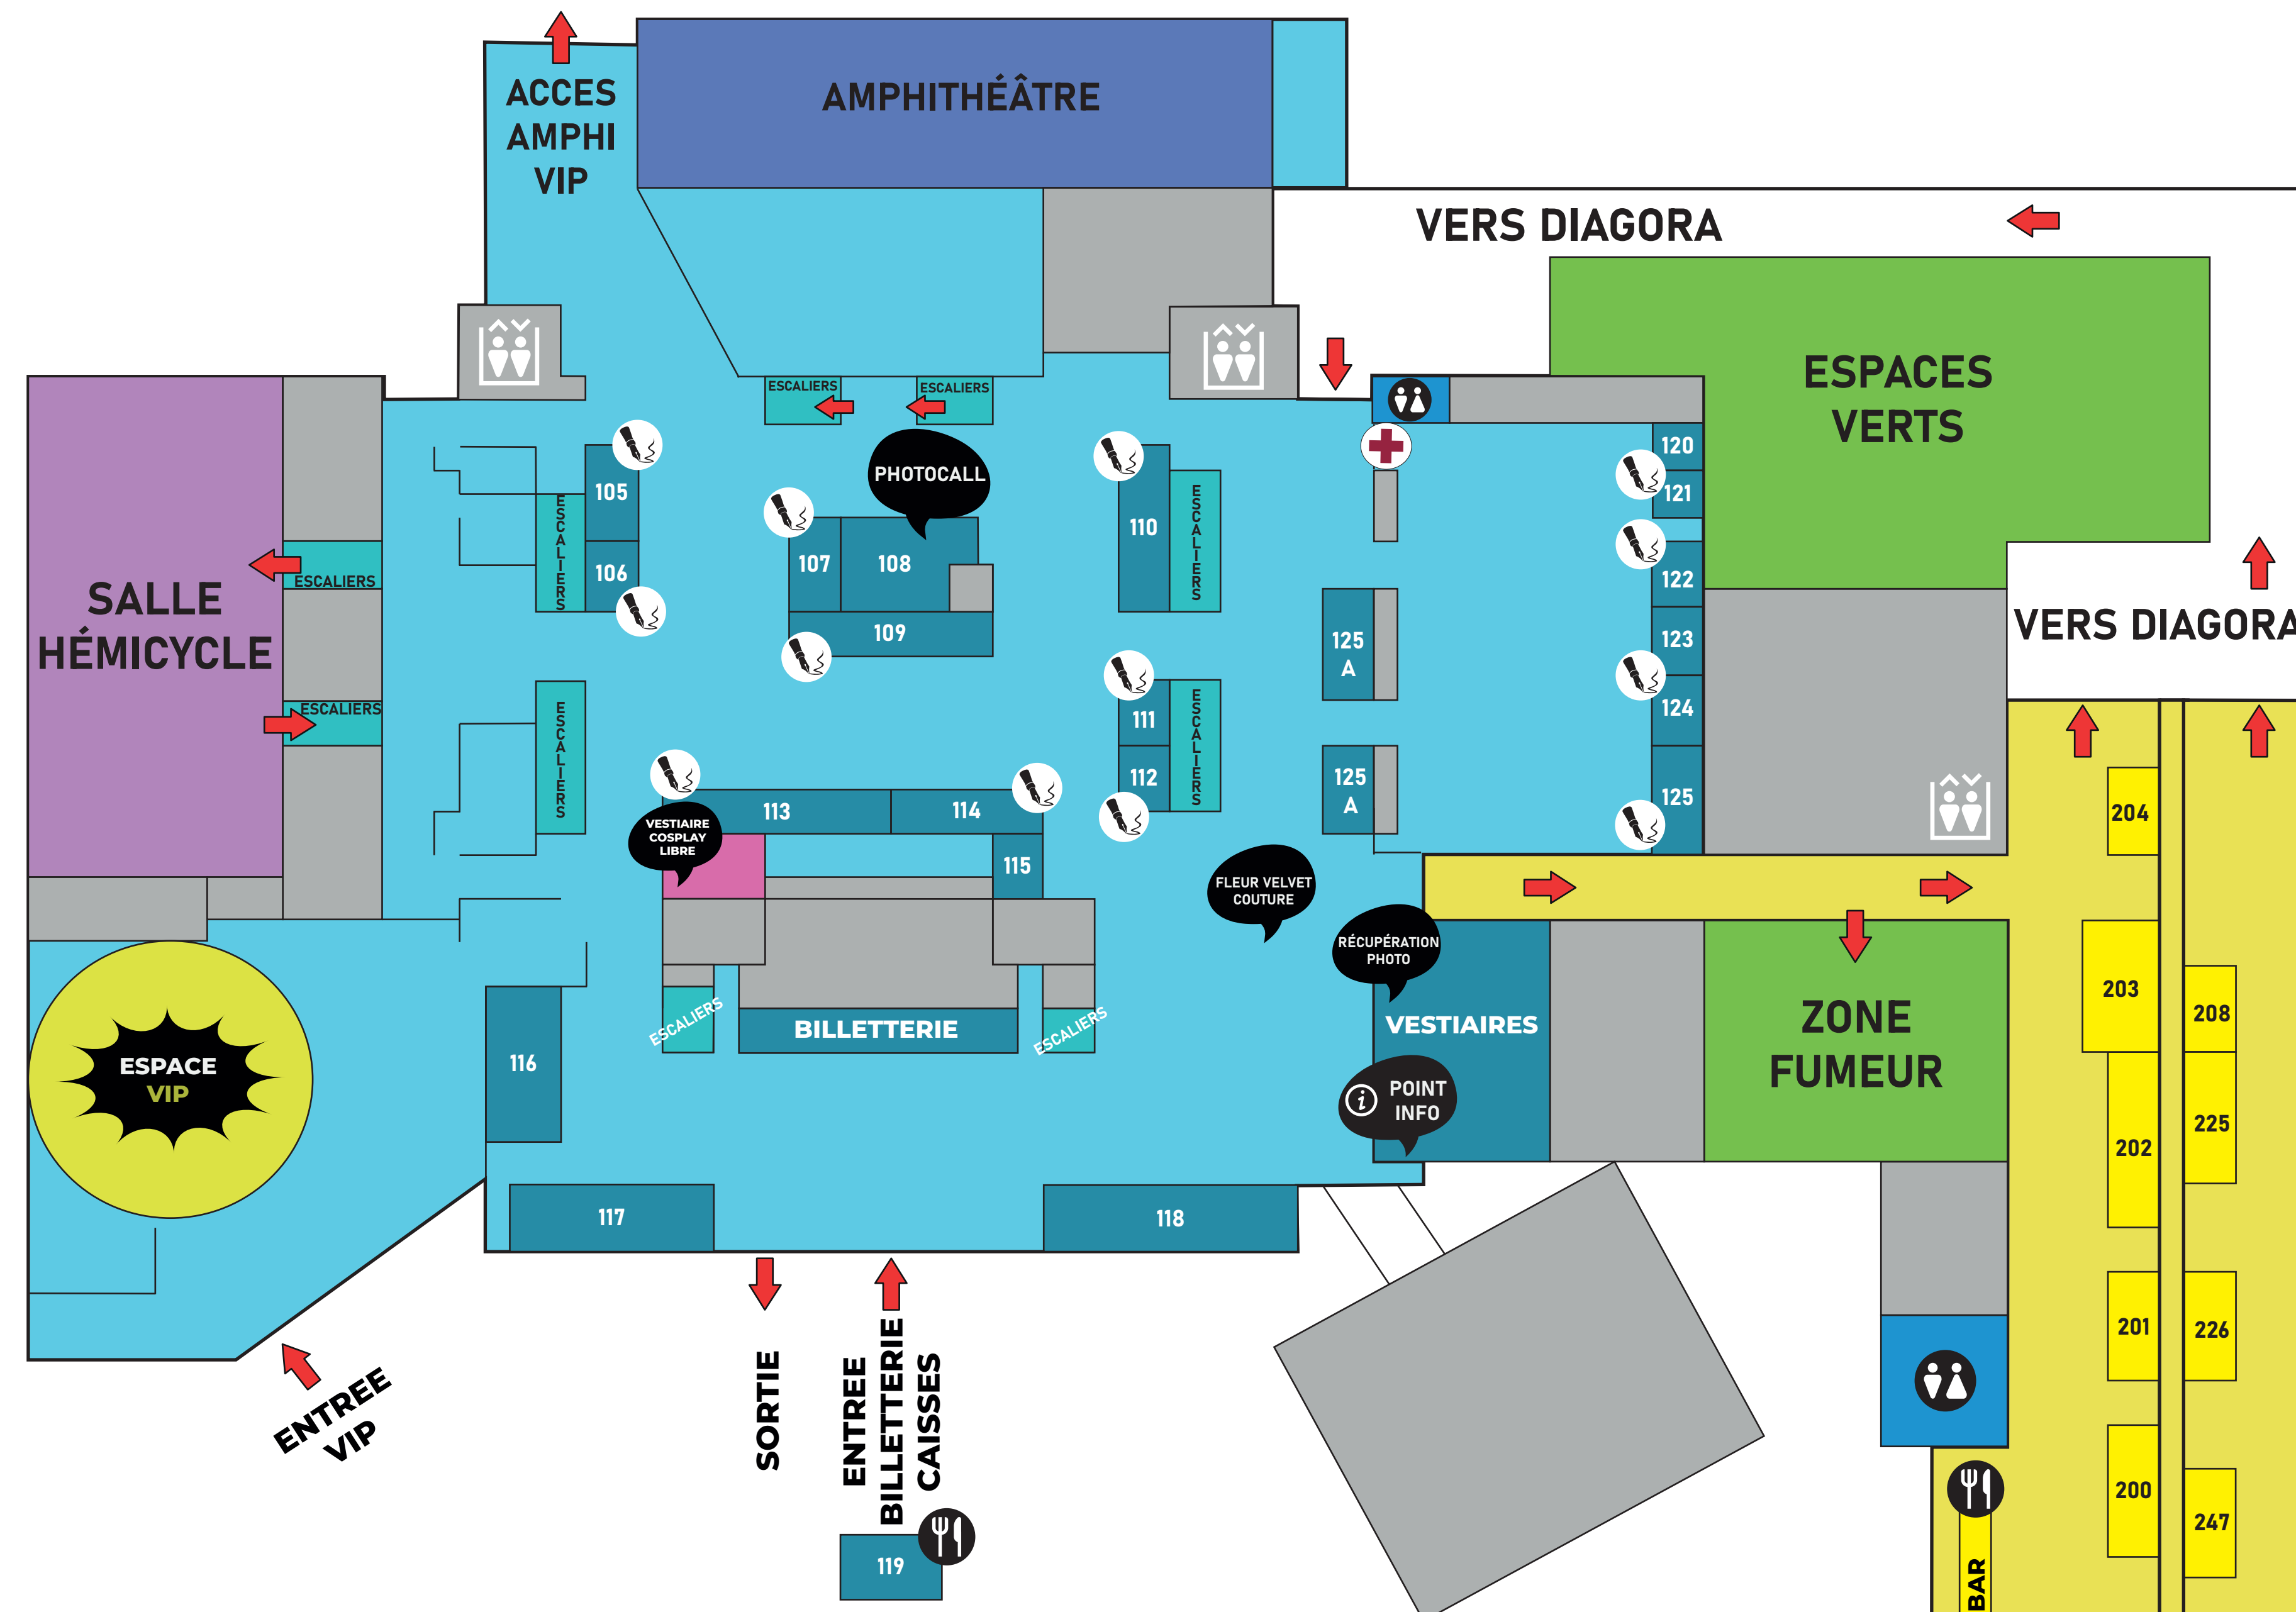 ACCES
AMPHI
VIP
AMPHITHÉÂTRE
VERS DIAGORA
ESPACES
VERTS
ESCALIERS
ESCALIERS
PHOTOCALL
SALLE
HÉMICYCLE
ESCALIERS
ESCALIERS
ESCALIERS
105
106
107
108
109
110
ESCALIERS
120
121
122
123
124
125
125
A
125
A
VERS DIAGORA
ESCALIERS
111
112
ESCALIERS
113
114
115
VESTIAIRE
COSPLAY
LIBRE
FLEUR VELVET
COUTURE
RÉCUPÉRATION
PHOTO
VESTIAIRES
i POINT
INFO
ZONE
FUMEUR
204
203
208
202
225
201
226
200
247
ESPACE
VIP
116
ESCALIERS
BILLETTERIE
ESCALIERS
117
118
ENTREE
VIP
SORTIE
ENTREE
BILLETTERIE
CAISSES
119
BAR